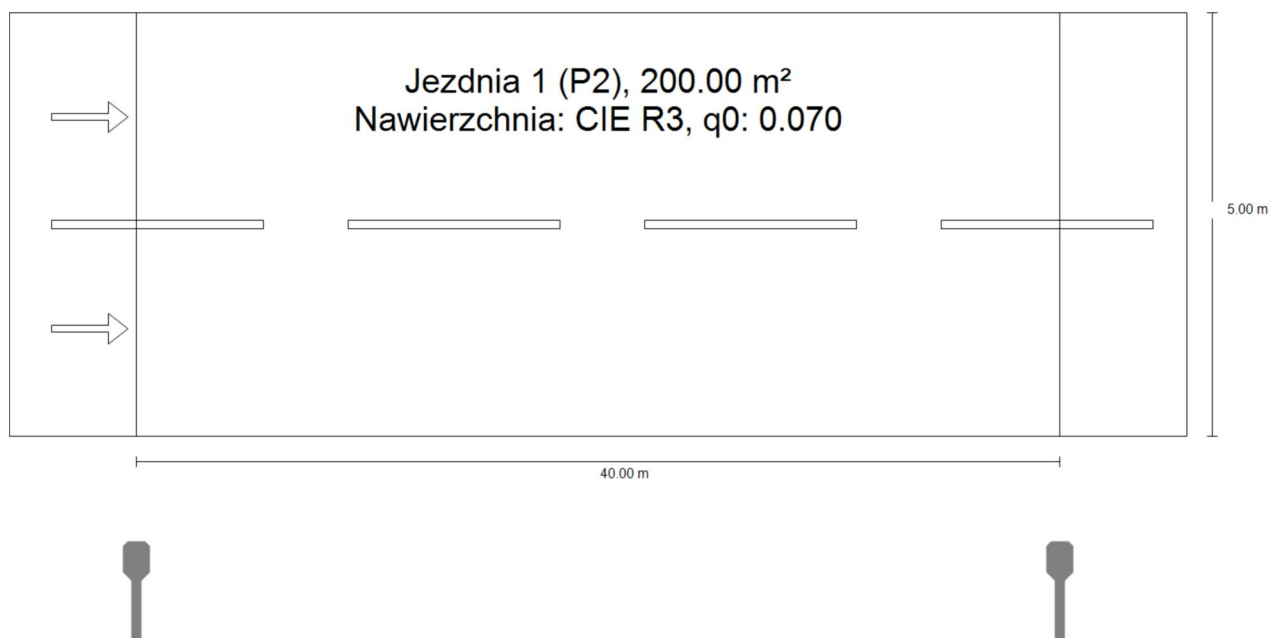 Jezdnia 1 (P2), 200.00 m²
Nawierzchnia: CIE R3, q0: 0.070
5.00 m
40.00 m